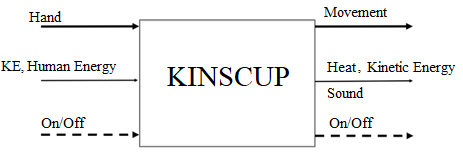 Hand
Movement
KE, Human Energy
KINSCUP
Heat, Kinetic Energy
Sound
On/Off
On/Off